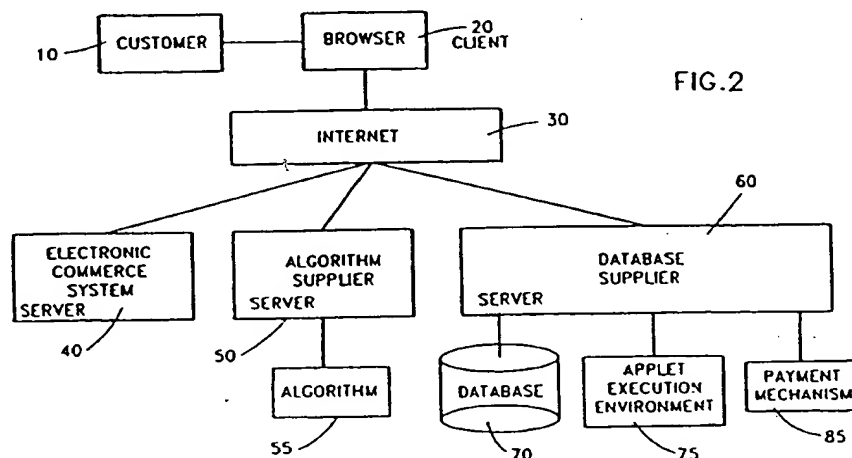 10
CUSTOMER
BROWSER
20
CLIENT
FIG.2
INTERNET
30
60
ELECTRONIC
COMMERCE
SYSTEM
SERVER
40
ALGORITHM
SUPPLIER
SERVER
50
DATABASE
SUPPLIER
SERVER
ALGORITHM
55
DATABASE
70
APPLET
EXECUTION
ENVIRONMENT
75
PAYMENT
MECHANISM
85